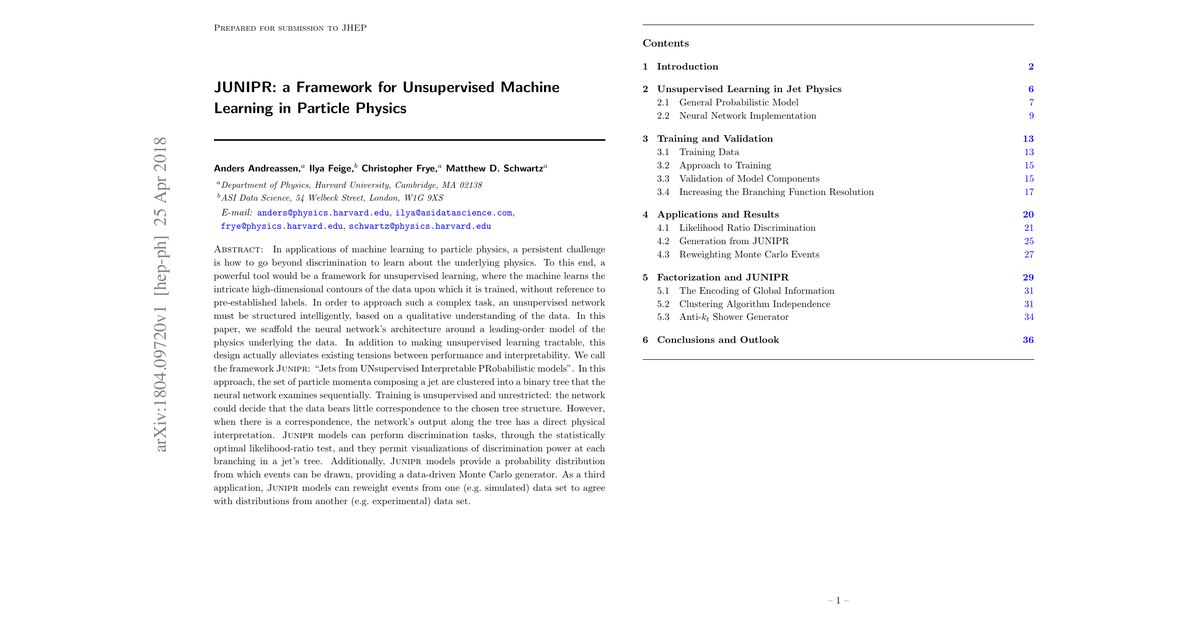 PREPARED FOR SUBMISSION TO JHEP
JUNIPR: a Framework for Unsupervised Machine
Learning in Particle Physics
Anders Andreassen,a Ilya Feige,b Christopher Frye,a Matthew D. Schwartza
aDepartment of Physics, Harvard University, Cambridge, MA 02138
bASI Data Science, 54 Welbeck Street, London, W1G 9XS
E-mail: anders@physics.harvard.edu, ilya@asidatascience.com,
frye@physics.harvard.edu, schwartz@physics.harvard.edu
ABSTRACT: In applications of machine learning to particle physics, a persistent challenge
is how to go beyond discrimination to learn about the underlying physics. To this end, a
powerful tool would be a framework for unsupervised learning, where the machine learns the
intricate high-dimensional contours of the data upon which it is trained, without reference to
pre-established labels. In order to approach such a complex task, an unsupervised network
must be structured intelligently, based on a qualitative understanding of the data. In this
paper, we scaffold the neural network's architecture around a leading-order model of the
physics underlying the data. In addition to making unsupervised learning tractable, this
design actually alleviates existing tensions between performance and interpretability. We call
the framework JUNIPR: "Jets from UNsupervised Interpretable PRobabilistic models". In this
approach, the set of particle momenta composing a jet are clustered into a binary tree that the
neural network examines sequentially. Training is unsupervised and unrestricted: the network
could decide that the data bears little correspondence to the chosen tree structure. However,
when there is a correspondence, the network's output along the tree has a direct physical
interpretation. JUNIPR models can perform discrimination tasks, through the statistically
optimal likelihood-ratio test, and they permit visualizations of discrimination power at each
branching in a jet's tree. Additionally, JUNIPR models provide a probability distribution
from which events can be drawn, providing a data-driven Monte Carlo generator. As a third
application, JUNIPR models can reweight events from one (e.g. simulated) data set to agree
with distributions from another (e.g. experimental) data set.
arXiv:1804.09720v1 [hep-ph] 25 Apr 2018
Contents
1 Introduction 2
2 Unsupervised Learning in Jet Physics 6
2.1 General Probabilistic Model 7
2.2 Neural Network Implementation 9
3 Training and Validation 13
3.1 Training Data 13
3.2 Approach to Training 15
3.3 Validation of Model Components 15
3.4 Increasing the Branching Function Resolution 17
4 Applications and Results 20
4.1 Likelihood Ratio Discrimination 21
4.2 Generation from JUNIPR 25
4.3 Reweighting Monte Carlo Events 27
5 Factorization and JUNIPR 29
5.1 The Encoding of Global Information 31
5.2 Clustering Algorithm Independence 31
5.3 Anti-kt Shower Generator 34
6 Conclusions and Outlook 36
– 1 –